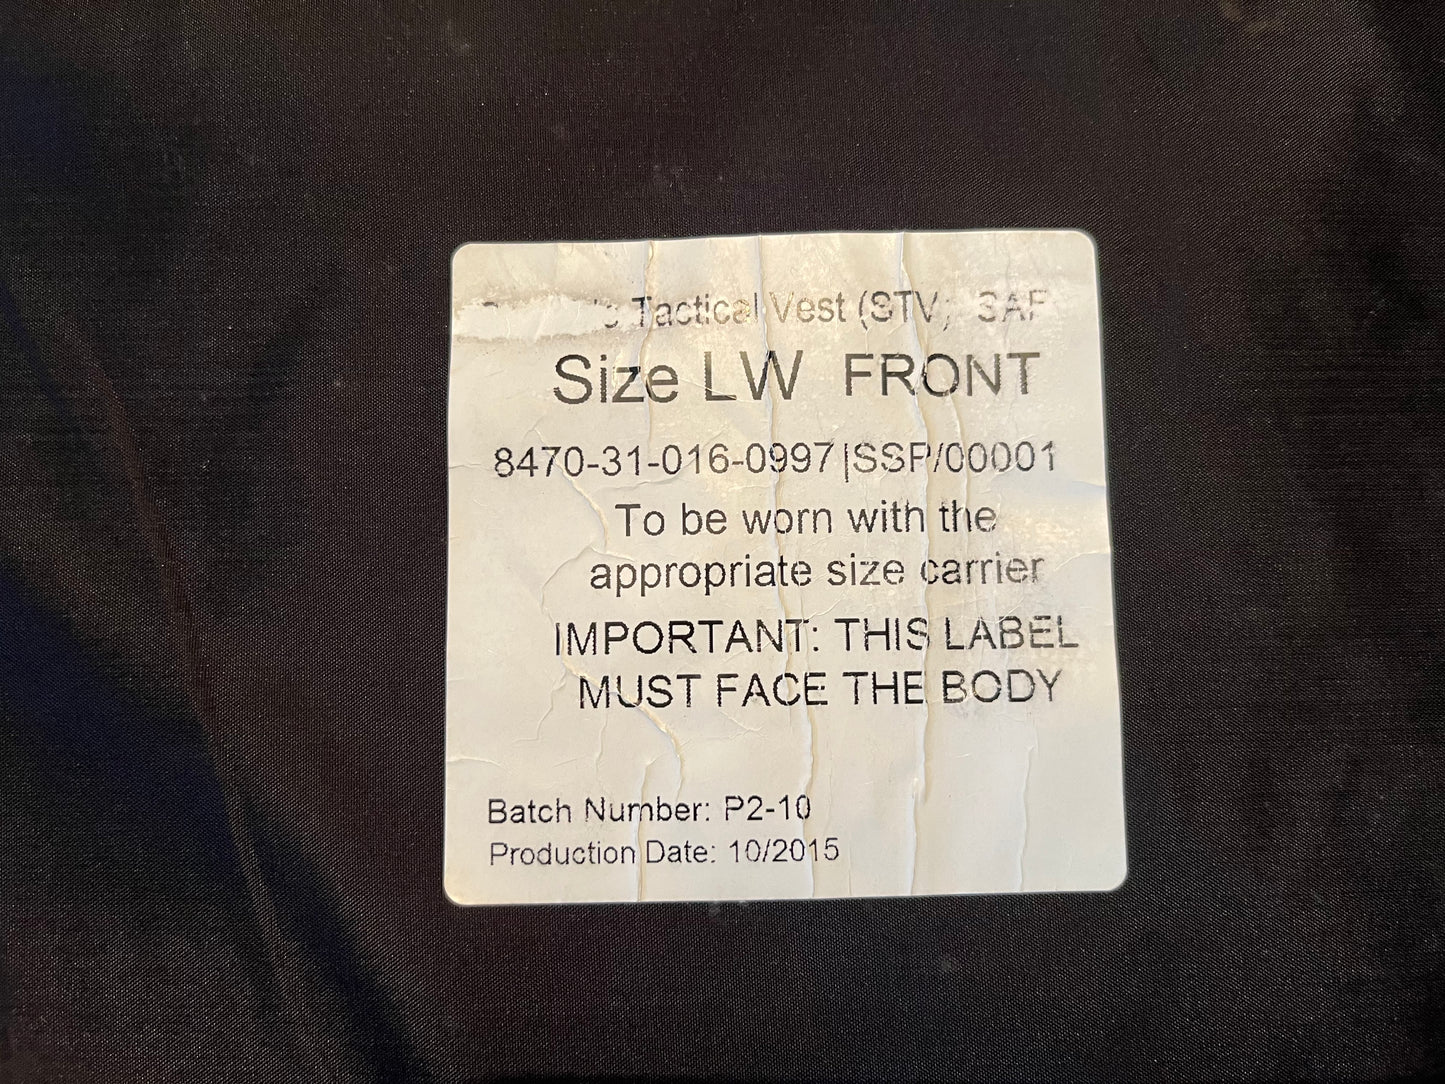 Tactical Vest (STV)
Size LW FRONT
8470-31-016-0997|SSP/00001
To be worn with the
appropriate size carrier
IMPORTANT: THIS LABEL
MUST FACE THE BODY
Batch Number: P2-10
Production Date: 10/2015